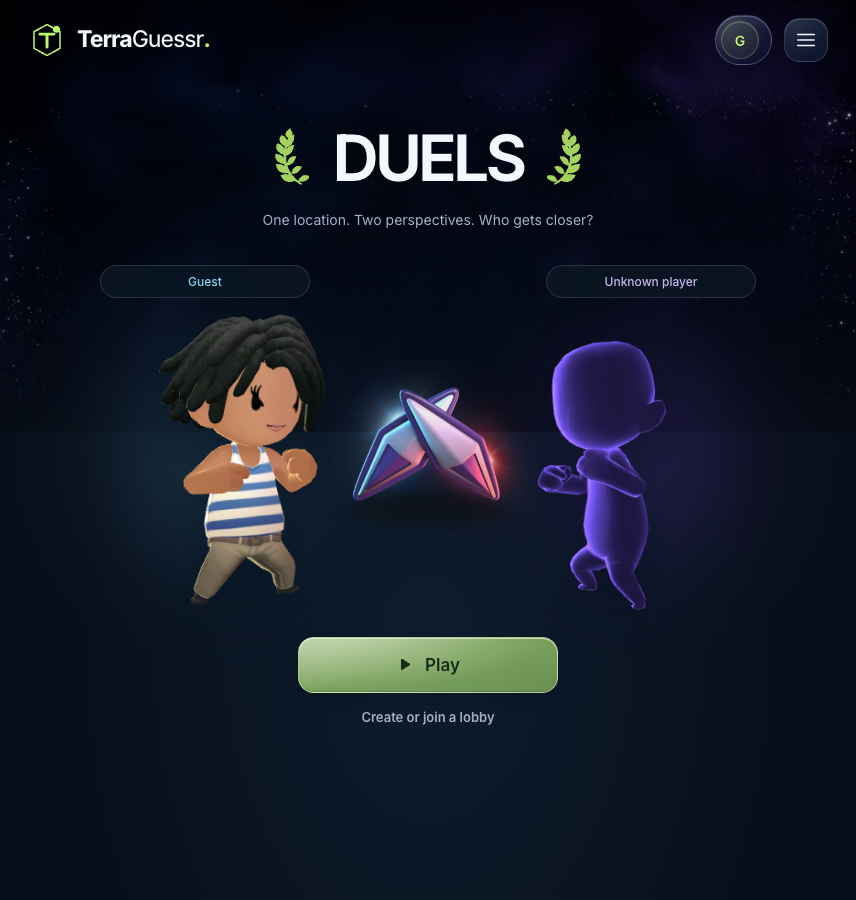 TerraGuessr.
G
DUELS
One location. Two perspectives. Who gets closer?
Guest
Unknown player
Play
Create or join a lobby